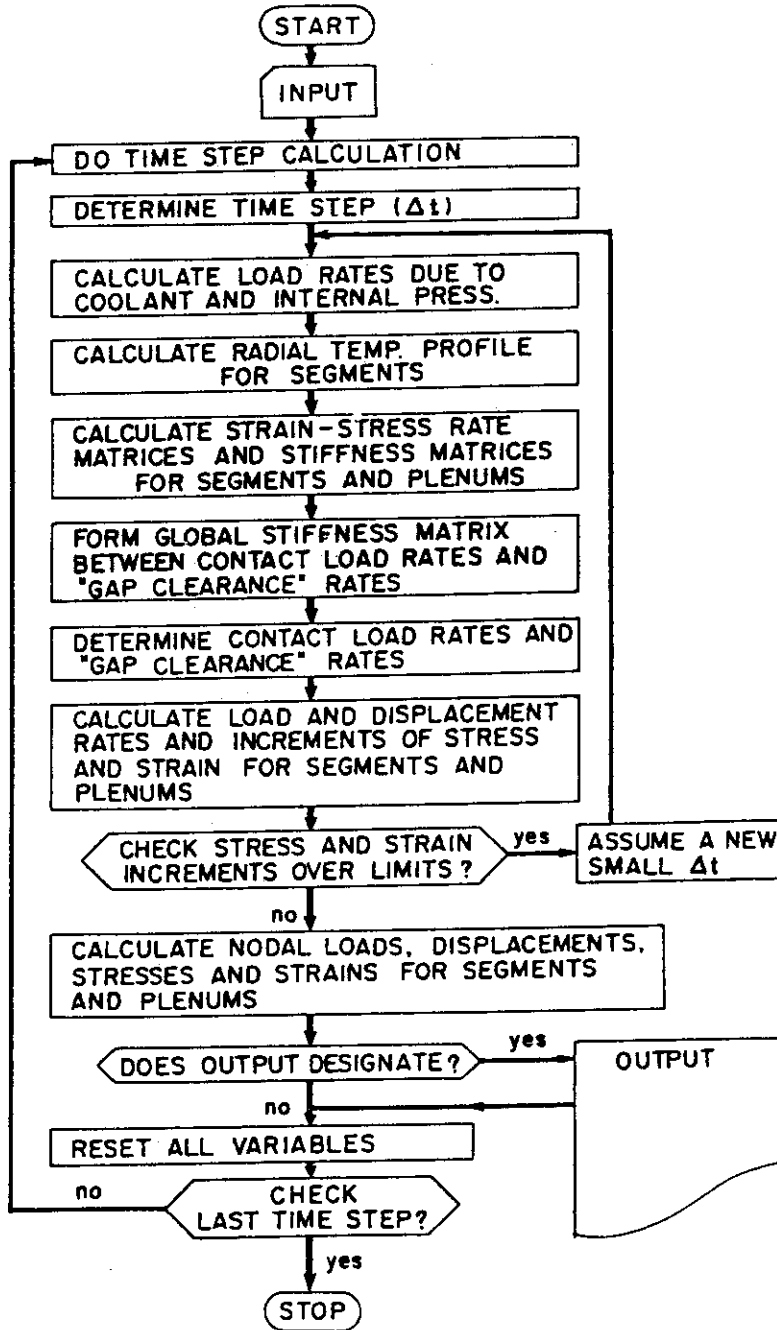 START
INPUT
DO TIME STEP CALCULATION
DETERMINE TIME STEP (Δt)
CALCULATE LOAD RATES DUE TO
COOLANT AND INTERNAL PRESS.
CALCULATE RADIAL TEMP. PROFILE
FOR SEGMENTS
CALCULATE STRAIN-STRESS RATE
MATRICES AND STIFFNESS MATRICES
FOR SEGMENTS AND PLENUMS
FORM GLOBAL STIFFNESS MATRIX
BETWEEN CONTACT LOAD RATES AND
"GAP CLEARANCE" RATES
DETERMINE CONTACT LOAD RATES AND
"GAP CLEARANCE" RATES
CALCULATE LOAD AND DISPLACEMENT
RATES AND INCREMENTS OF STRESS
AND STRAIN FOR SEGMENTS AND
PLENUMS
CHECK STRESS AND STRAIN
INCREMENTS OVER LIMITS?
yes
ASSUME A NEW
SMALL Δt
no
CALCULATE NODAL LOADS, DISPLACEMENTS,
STRESSES AND STRAINS FOR SEGMENTS
AND PLENUMS
DOES OUTPUT DESIGNATE?
yes
OUTPUT
no
RESET ALL VARIABLES
no
CHECK
LAST TIME STEP?
yes
STOP